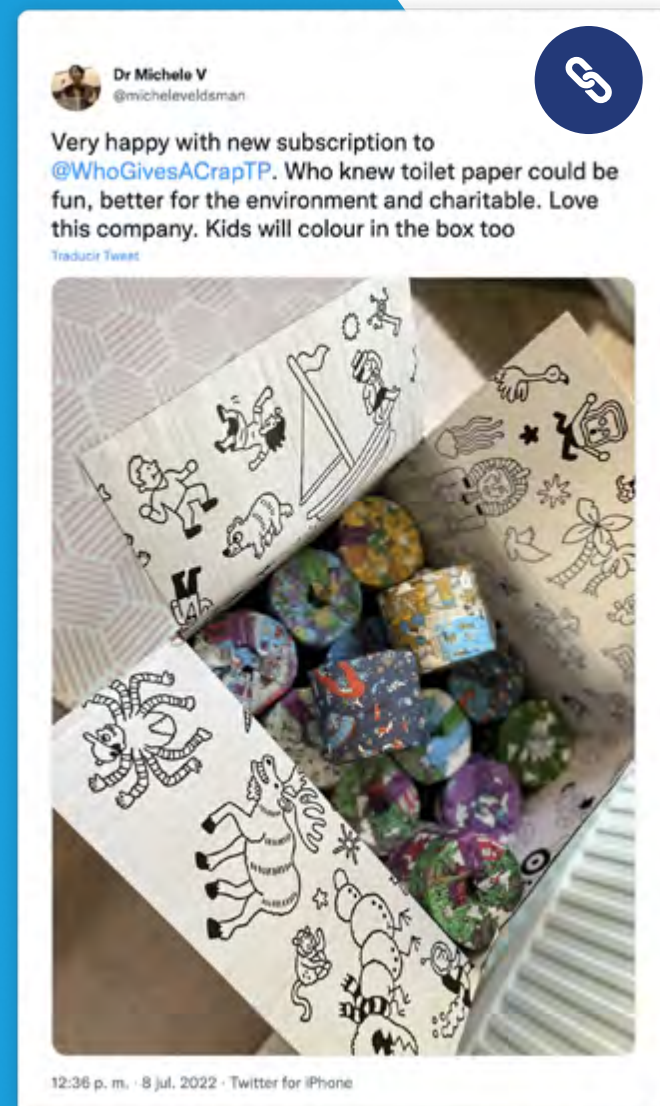 Dr Michele V
@micheleveldsman
Very happy with new subscription to
@WhoGivesACrapTP. Who knew toilet paper could be
fun, better for the environment and charitable. Love
this company. Kids will colour in the box too
Traducir Tweet
12:36 p. m. · 8 jul. 2022 · Twitter for iPhone